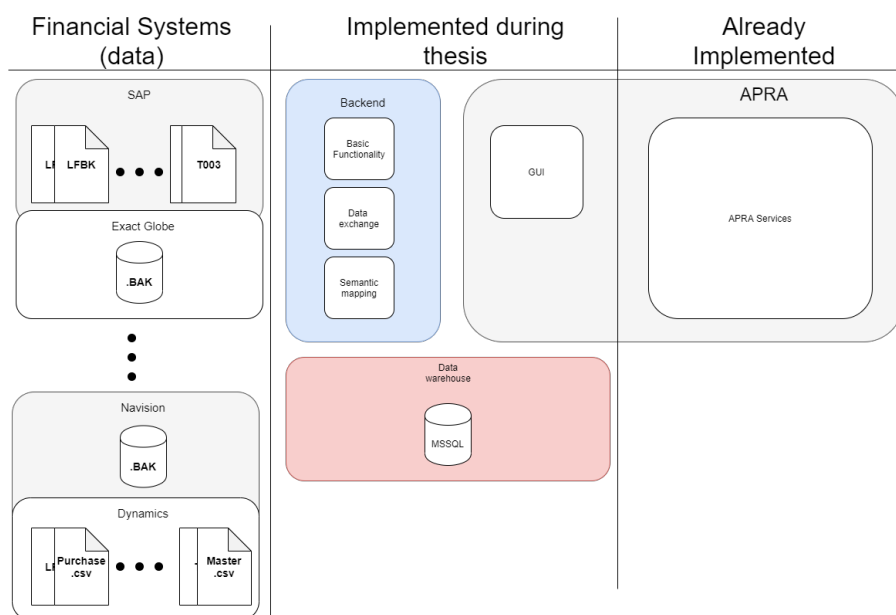 Financial Systems
(data)
Implemented during
thesis
Already
Implemented
SAP
LFBK
T003
Exact Globe
.BAK
Navision
.BAK
Dynamics
Purchase
.csv
Master
.csv
Backend
Basic
Functionality
Data
exchange
Semantic
mapping
Data
warehouse
MSSQL
APRA
GUI
APRA Services